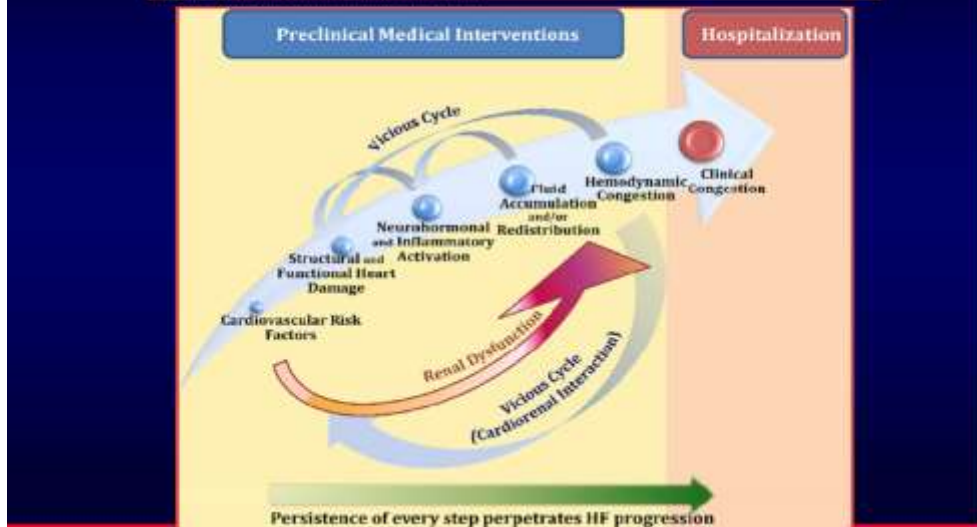 Preclinical Medical Interventions
Hospitalization
Vicious Cycle
Clinical
Congestion
Hemodynamic
Congestion
Fluid
Accumulation
and/or
Redistribution
Neurohormonal
and Inflammatory
Activation
Structural and
Functional Heart
Damage
Cardiovascular Risk
Factors
Renal Dysfunction
Vicious Cycle
(Cardiorenal Interaction)
Persistence of every step perpetrates HF progression